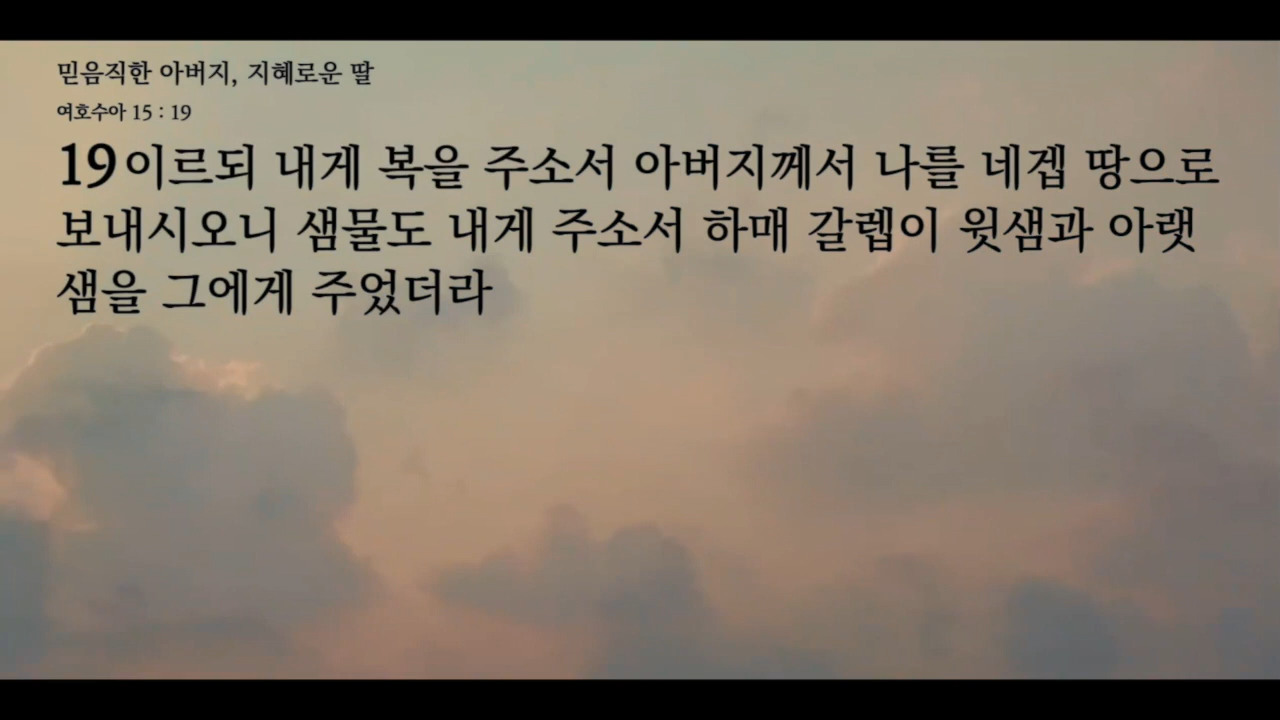 믿음직한 아버지, 지혜로운 딸
여호수아 15 : 19
19 이르되 내게 복을 주소서 아버지께서 나를 네겝 땅으로
보내시오니 샘물도 내게 주소서 하매 갈렙이 윗샘과 아랫
샘을 그에게 주었더라